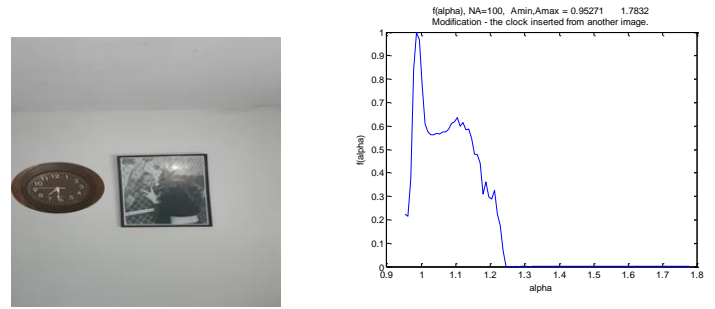 f(alpha), NA=100, Amin,Amax = 0.95271 1.7832
Modification - the clock inserted from another image.
1
0.9
0.8
0.7
0.6
0.5
0.4
0.3
0.2
0.1
0
f(alpha)
0.9 1 1.1 1.2 1.3 1.4 1.5 1.6 1.7 1.8
alpha